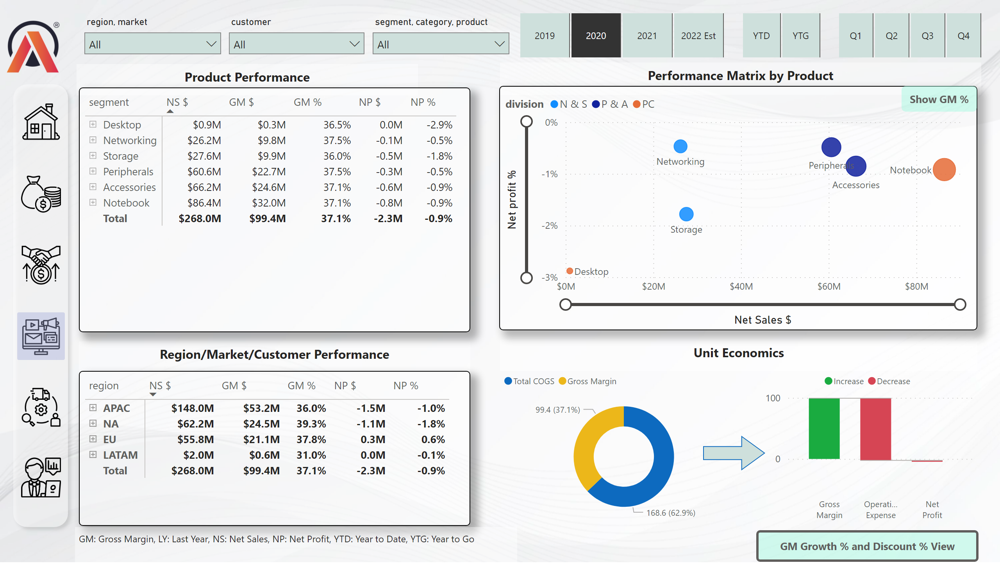 ®
region, market
customer
segment, category, product
All
All
All
2019
2020
2021
2022 Est
YTD
YTG
Q1
Q2
Q3
Q4
Product Performance
segment NS $ GM $ GM % NP $ NP %
Desktop $0.9M $0.3M 36.5% 0.0M -2.9%
Networking $26.2M $9.8M 37.5% -0.1M -0.5%
Storage $27.6M $9.9M 36.0% -0.5M -1.8%
Peripherals $60.6M $22.7M 37.5% -0.3M -0.5%
Accessories $66.2M $24.6M 37.1% -0.6M -0.9%
Notebook $86.4M $32.0M 37.1% -0.8M -0.9%
Total $268.0M $99.4M 37.1% -2.3M -0.9%
Performance Matrix by Product
Show GM %
division N & S P & A PC
Net profit %
0%
-1%
-2%
-3%
Networking
Peripherals
Notebook
Accessories
Storage
Desktop
$0M $20M $40M $60M $80M
Net Sales $
Region/Market/Customer Performance
region NS $ GM $ GM % NP $ NP %
APAC $148.0M $53.2M 36.0% -1.5M -1.0%
NA $62.2M $24.5M 39.3% -1.1M -1.8%
EU $55.8M $21.1M 37.8% 0.3M 0.6%
LATAM $2.0M $0.6M 31.0% 0.0M -0.1%
Total $268.0M $99.4M 37.1% -2.3M -0.9%
Unit Economics
Total COGS Gross Margin
99.4 (37.1%)
168.6 (62.9%)
Increase Decrease
100
0
Gross
Margin
Operati...
Expense
Net
Profit
GM: Gross Margin, LY: Last Year, NS: Net Sales, NP: Net Profit, YTD: Year to Date, YTG: Year to Go
GM Growth % and Discount % View